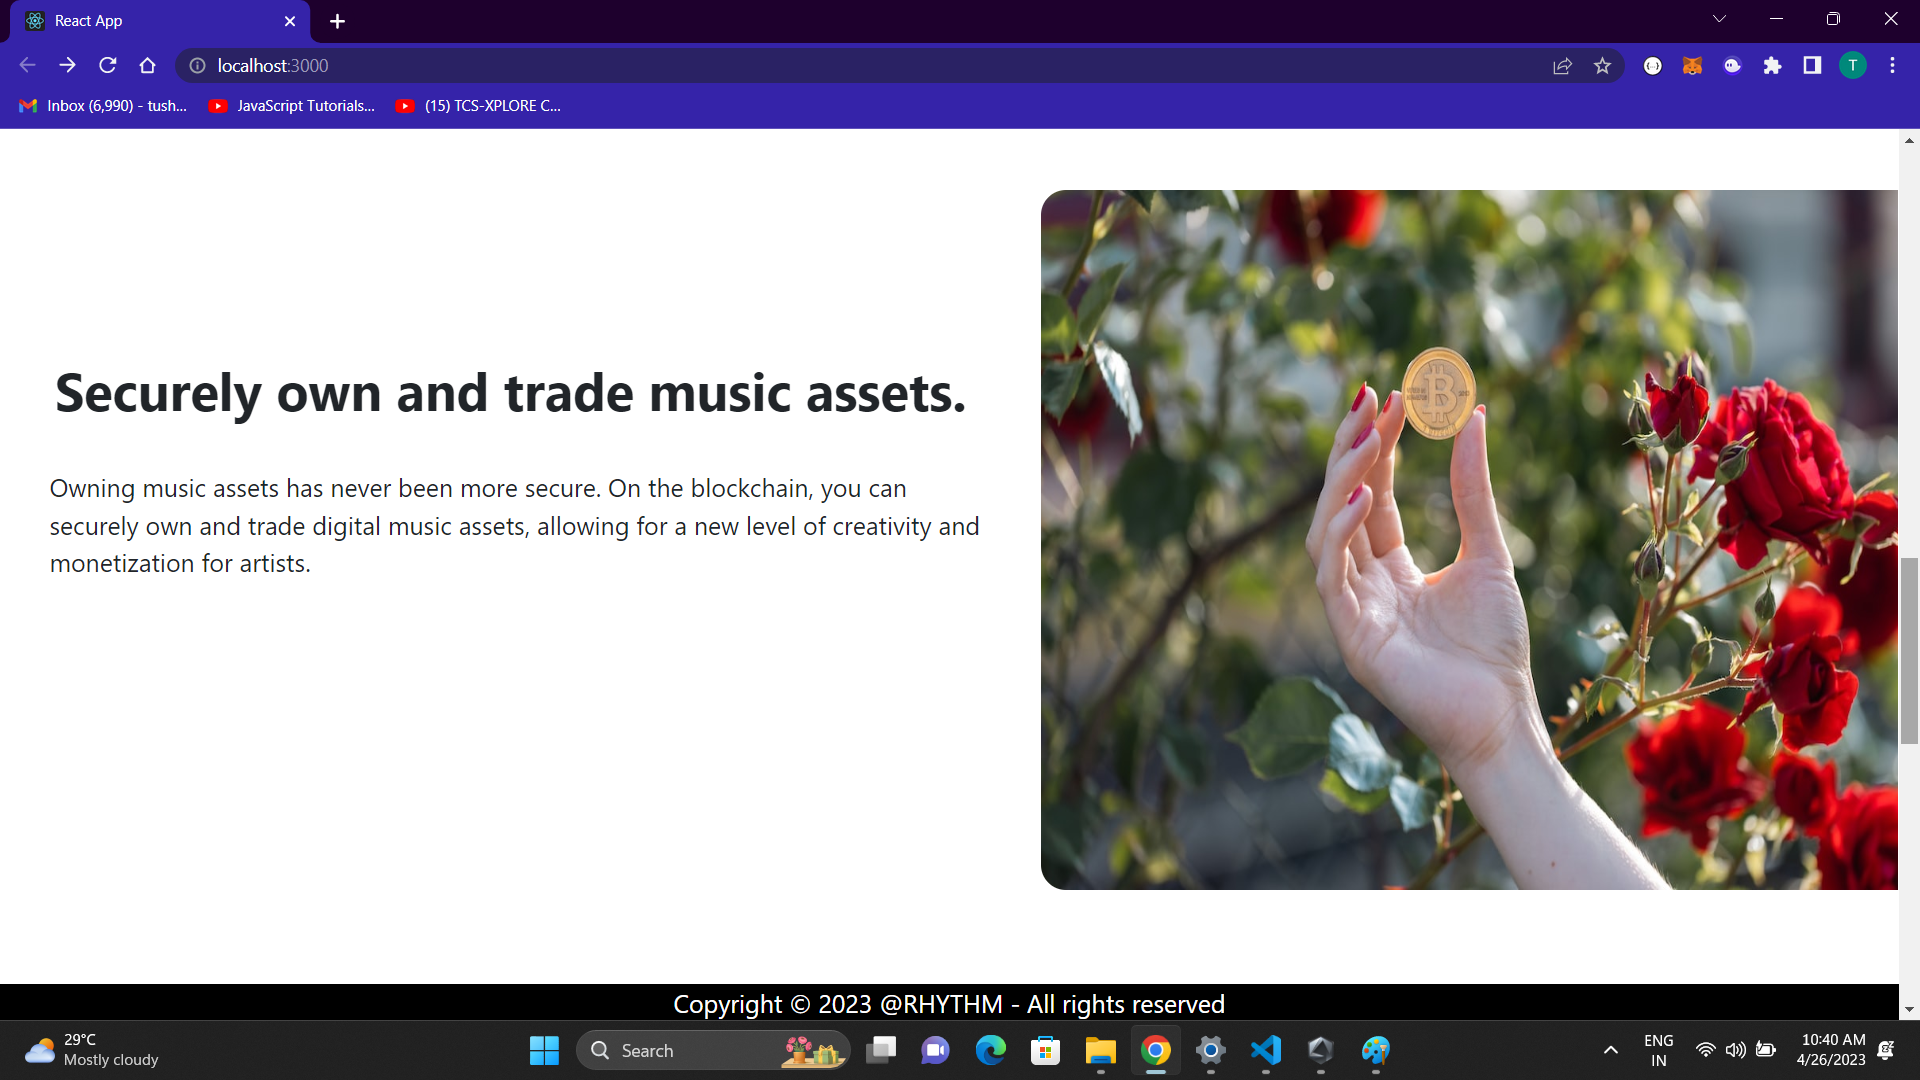 React App
localhost:3000
T
Inbox (6,990) - tush...
JavaScript Tutorials...
(15) TCS-XPLORE C...
Securely own and trade music assets.
Owning music assets has never been more secure. On the blockchain, you can
securely own and trade digital music assets, allowing for a new level of creativity and
monetization for artists.
Copyright © 2023 @RHYTHM - All rights reserved
29°C
Mostly cloudy
Search
ENG
IN
10:40 AM
4/26/2023